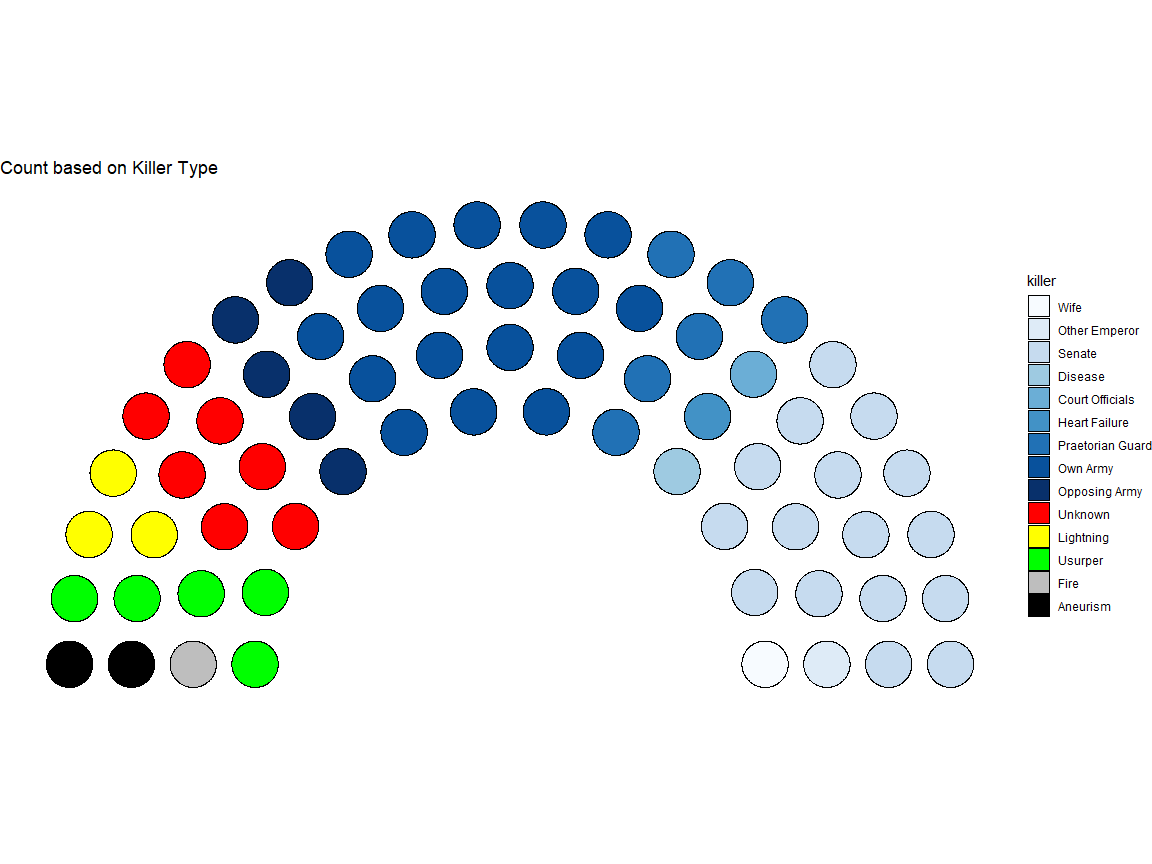 Count based on Killer Type
killer
Wife
Other Emperor
Senate
Disease
Court Officials
Heart Failure
Praetorian Guard
Own Army
Opposing Army
Unknown
Lightning
Usurper
Fire
Aneurism